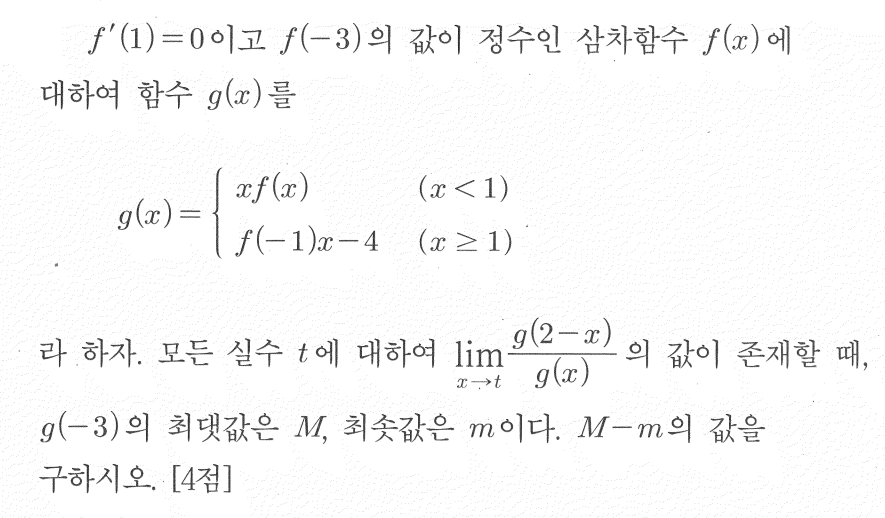 f′(1)=0이고 f(−3)의 값이 정수인 삼차함수 f(x)에
대하여 함수 g(x)를
g(x)={ xf(x) (x<1)
f(−1)x−4 (x≥1)
라 하자. 모든 실수 t에 대하여 lim_{x→t} g(2−x)/g(x) 의 값이 존재할 때,
g(−3)의 최댓값은 M, 최솟값은 m이다. M−m의 값을
구하시오. [4점]